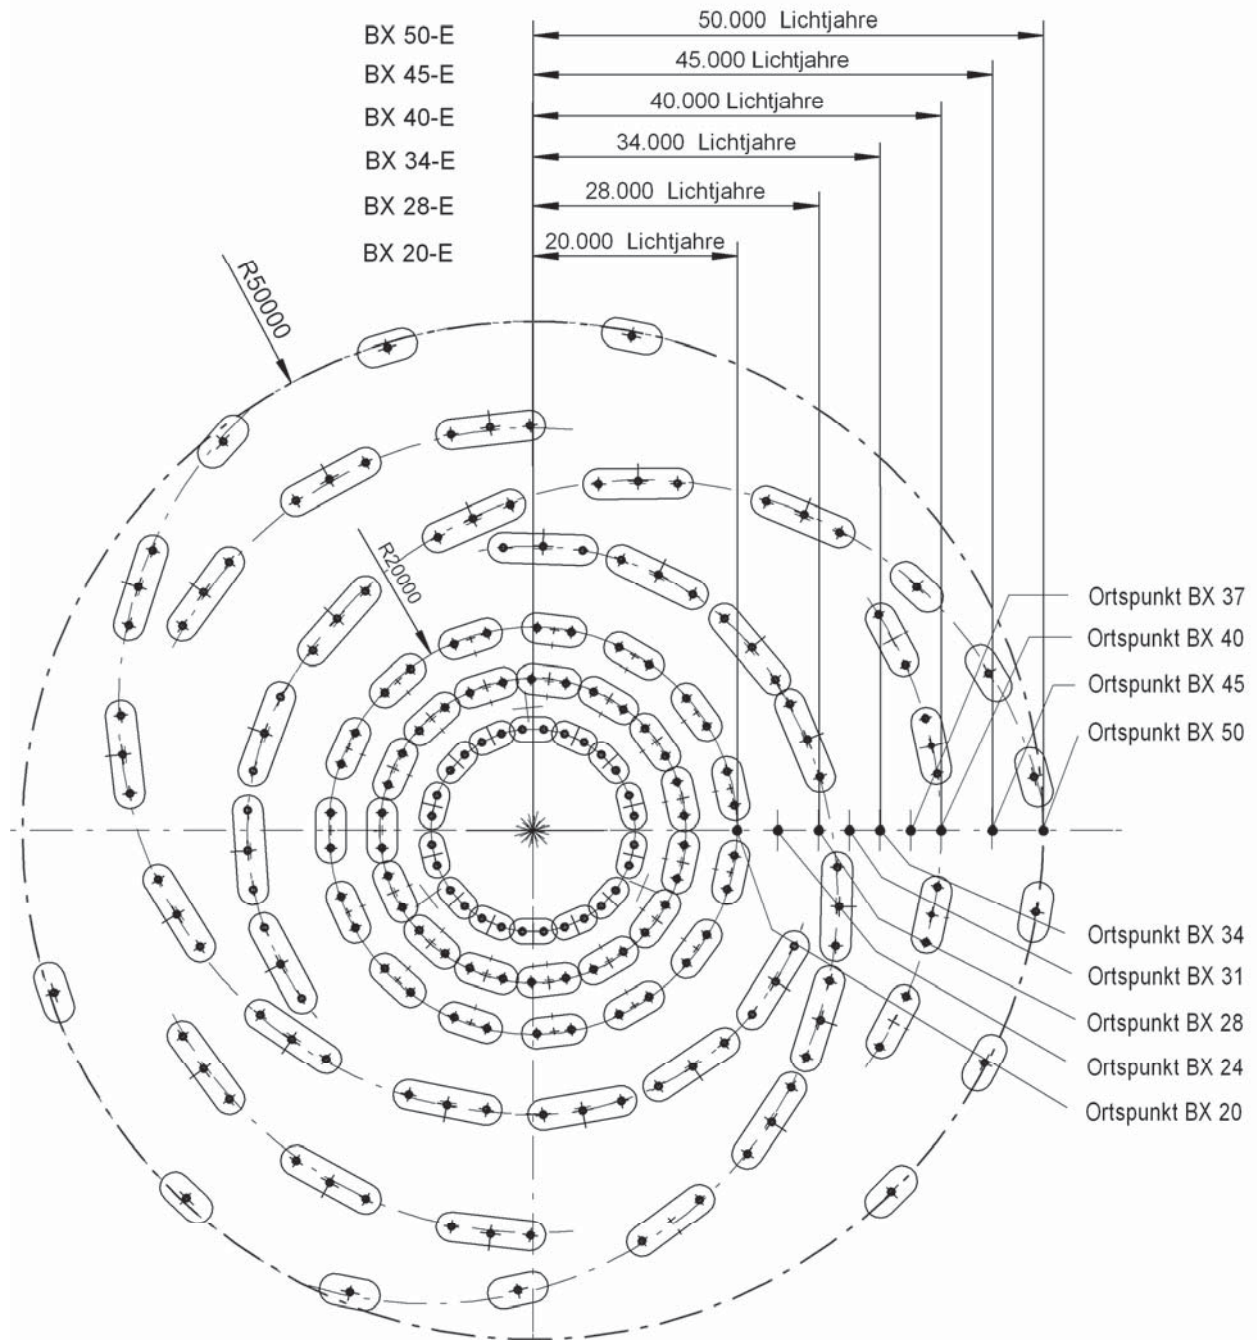 BX 50-E
50.000 Lichtjahre
BX 45-E
45.000 Lichtjahre
BX 40-E
40.000 Lichtjahre
BX 34-E
34.000 Lichtjahre
BX 28-E
28.000 Lichtjahre
BX 20-E
20.000 Lichtjahre
R50000
R20000
Ortspunkt BX 37
Ortspunkt BX 40
Ortspunkt BX 45
Ortspunkt BX 50
Ortspunkt BX 34
Ortspunkt BX 31
Ortspunkt BX 28
Ortspunkt BX 24
Ortspunkt BX 20